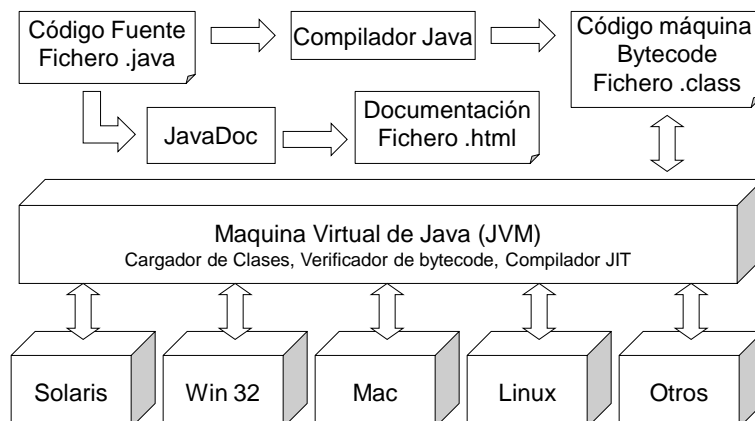 Código Fuente
Fichero .java
Compilador Java
Código máquina
Bytecode
Fichero .class
JavaDoc
Documentación
Fichero .html
Maquina Virtual de Java (JVM)
Cargador de Clases, Verificador de bytecode, Compilador JIT
Solaris
Win 32
Mac
Linux
Otros